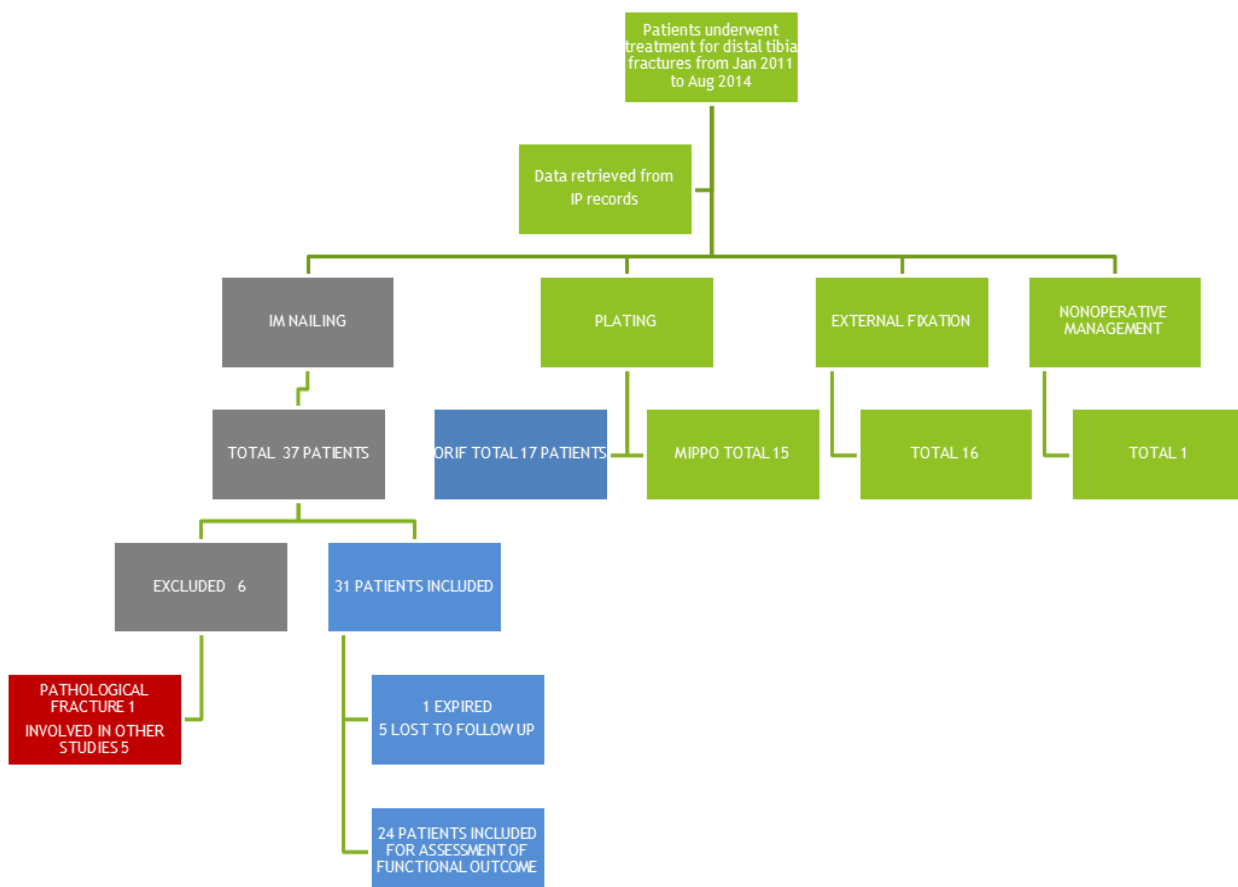 Patients underwent
treatment for distal tibia
fractures from Jan 2011
to Aug 2014
Data retrieved from
IP records
IM NAILING
PLATING
EXTERNAL FIXATION
NONOPERATIVE
MANAGEMENT
TOTAL 37 PATIENTS
ORIF TOTAL 17 PATIENTS
MIPPO TOTAL 15
TOTAL 16
TOTAL 1
EXCLUDED 6
31 PATIENTS INCLUDED
PATHOLOGICAL
FRACTURE 1
INVOLVED IN OTHER
STUDIES 5
1 EXPIRED
5 LOST TO FOLLOW UP
24 PATIENTS INCLUDED
FOR ASSESSMENT OF
FUNCTIONAL OUTCOME